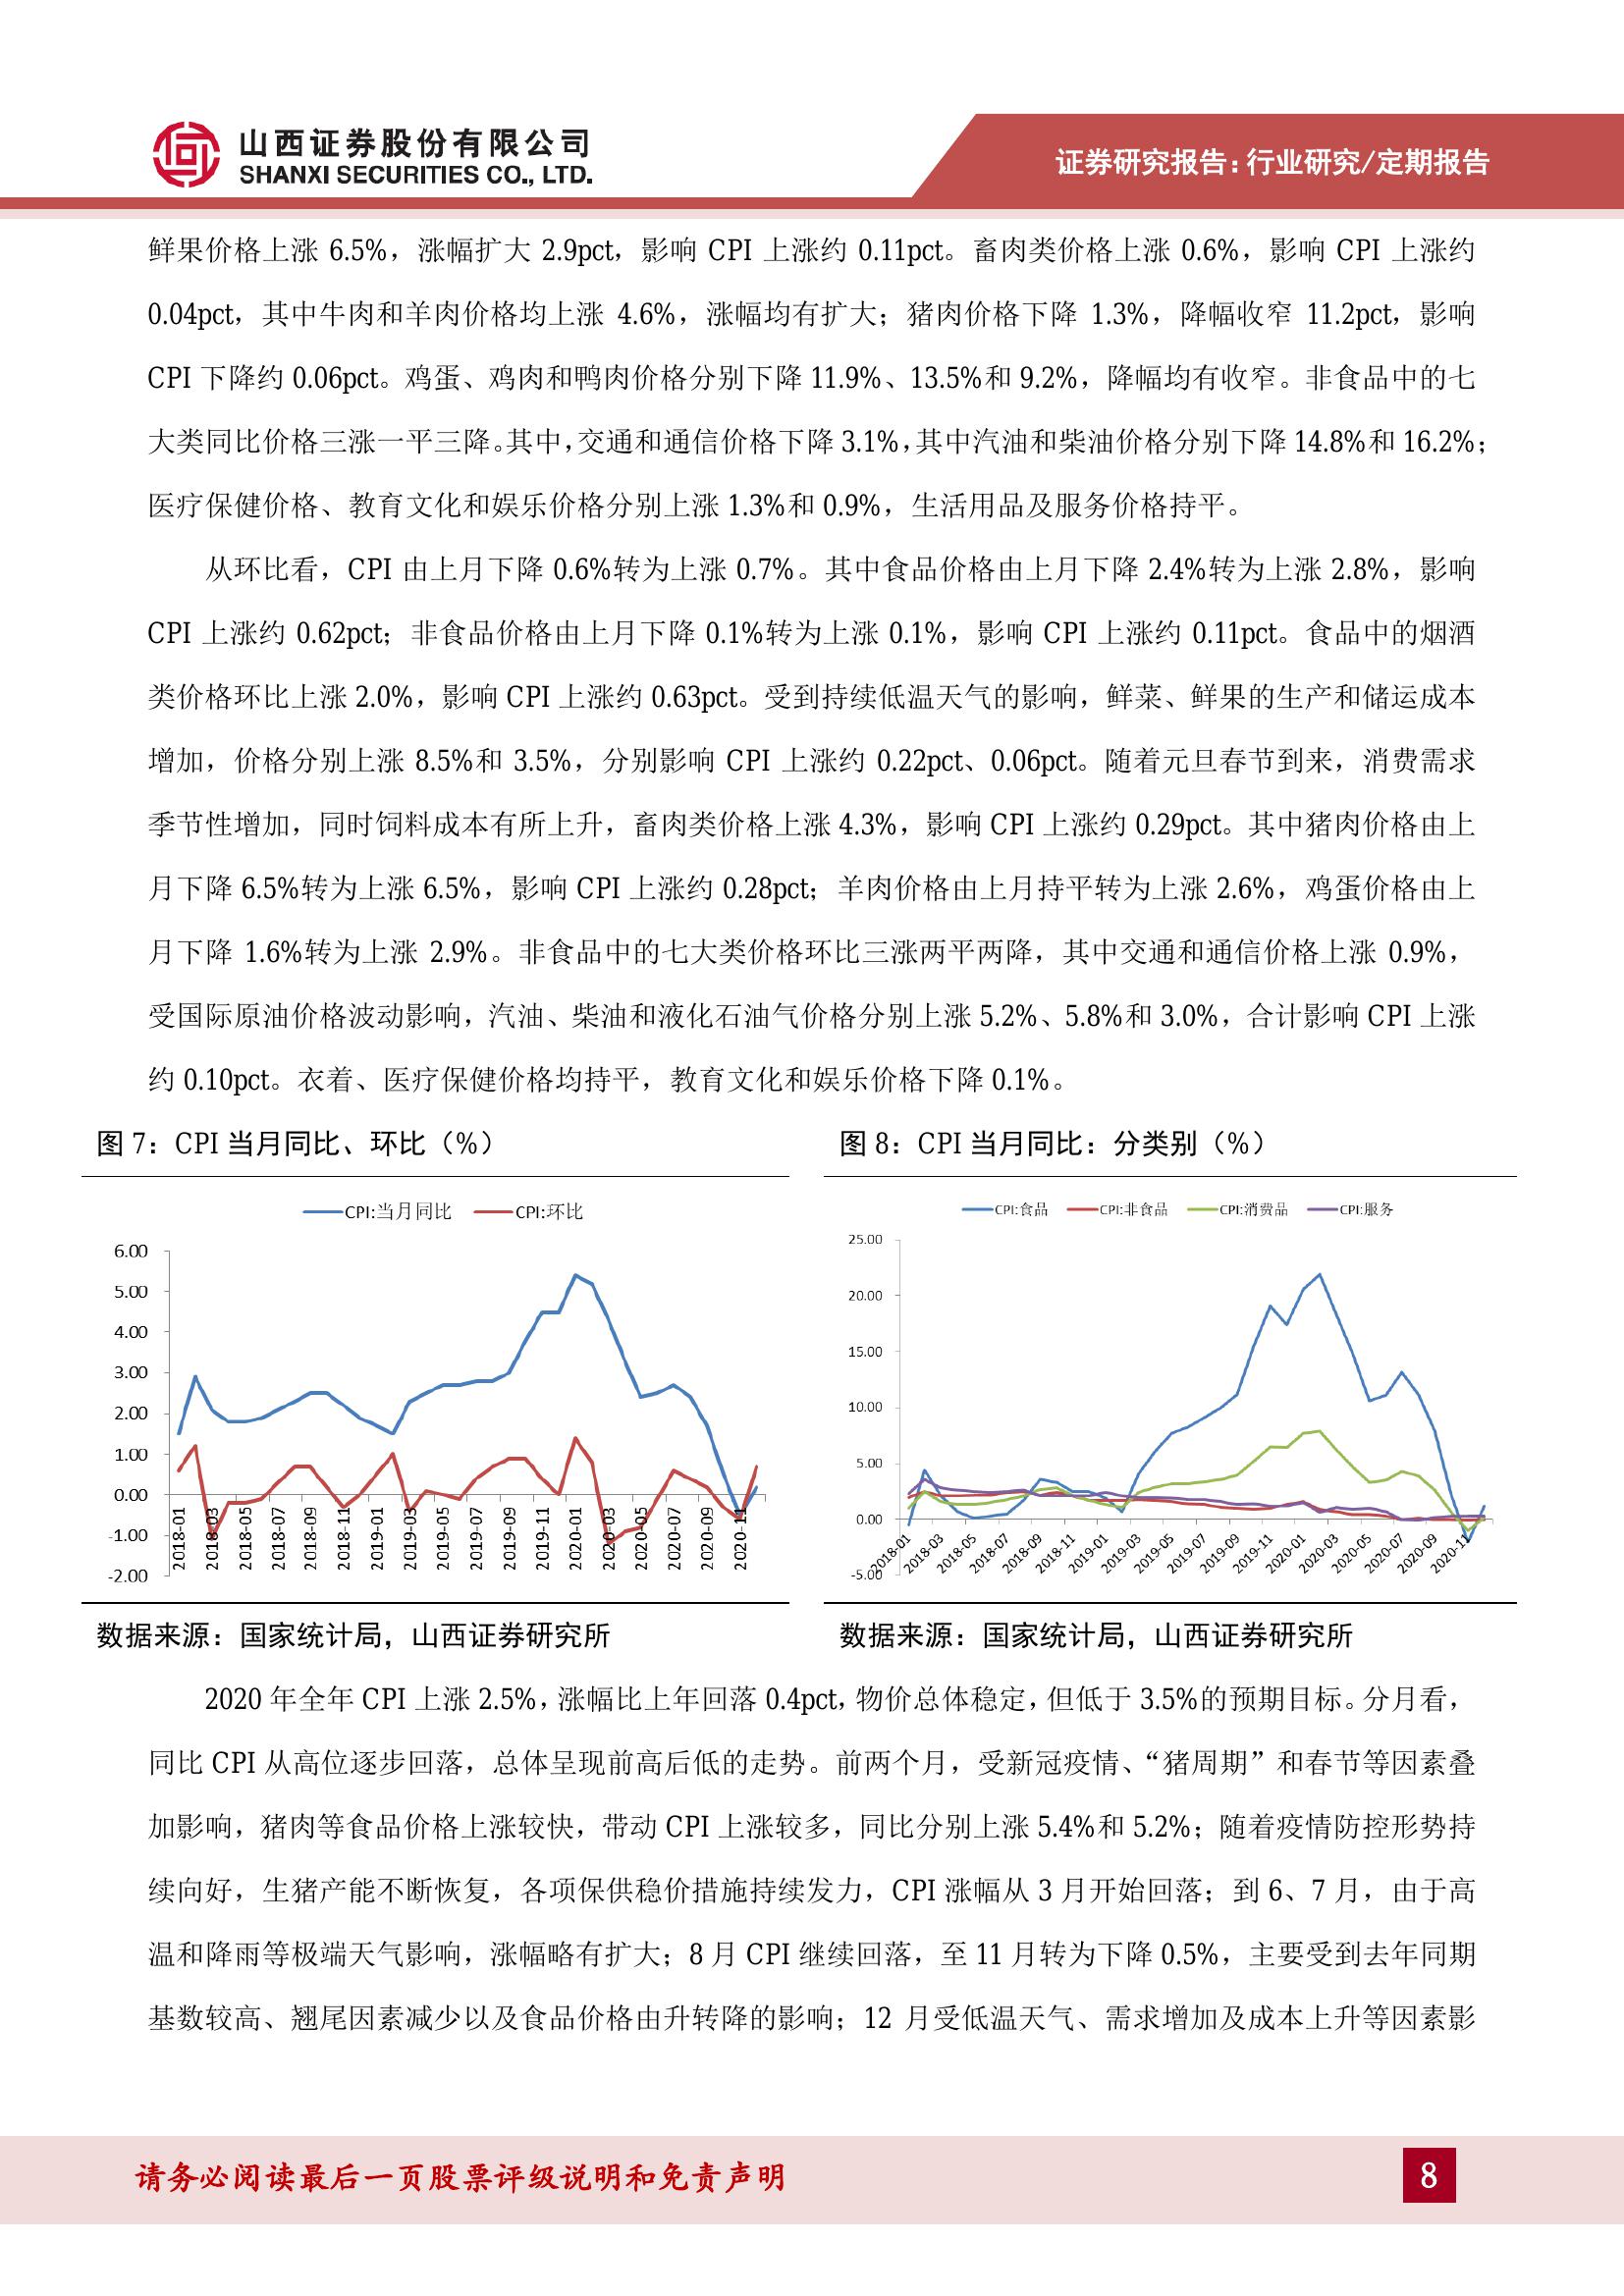 山西证券股份有限公司
SHANXI SECURITIES CO., LTD.
证券研究报告：行业研究/定期报告
鲜果价格上涨 6.5%，涨幅扩大 2.9pct，影响 CPI 上涨约 0.11pct。畜肉类价格上涨 0.6%，影响 CPI 上涨约
0.04pct，其中牛肉和羊肉价格均上涨 4.6%，涨幅均有扩大；猪肉价格下降 1.3%，降幅收窄 11.2pct，影响
CPI 下降约 0.06pct。鸡蛋、鸡肉和鸭肉价格分别下降 11.9%、13.5%和 9.2%，降幅均有收窄。非食品中的七
大类同比价格三涨一平三降。其中，交通和通信价格下降 3.1%，其中汽油和柴油价格分别下降 14.8%和 16.2%；
医疗保健价格、教育文化和娱乐价格分别上涨 1.3%和 0.9%，生活用品及服务价格持平。
从环比看，CPI 由上月下降 0.6%转为上涨 0.7%。其中食品价格由上月下降 2.4%转为上涨 2.8%，影响
CPI 上涨约 0.62pct；非食品价格由上月下降 0.1%转为上涨 0.1%，影响 CPI 上涨约 0.11pct。食品中的烟酒
类价格环比上涨 2.0%，影响 CPI 上涨约 0.63pct。受到持续低温天气的影响，鲜菜、鲜果的生产和储运成本
增加，价格分别上涨 8.5%和 3.5%，分别影响 CPI 上涨约 0.22pct、0.06pct。随着元旦春节到来，消费需求
季节性增加，同时饲料成本有所上升，畜肉类价格上涨 4.3%，影响 CPI 上涨约 0.29pct。其中猪肉价格由上
月下降 6.5%转为上涨 6.5%，影响 CPI 上涨约 0.28pct；羊肉价格由上月持平转为上涨 2.6%，鸡蛋价格由上
月下降 1.6%转为上涨 2.9%。非食品中的七大类价格环比三涨两平两降，其中交通和通信价格上涨 0.9%，
受国际原油价格波动影响，汽油、柴油和液化石油气价格分别上涨 5.2%、5.8%和 3.0%，合计影响 CPI 上涨
约 0.10pct。衣着、医疗保健价格均持平，教育文化和娱乐价格下降 0.1%。
图 7：CPI 当月同比、环比（%）
CPI:当月同比 CPI:环比
6.00
5.00
4.00
3.00
2.00
1.00
0.00
-1.00
-2.00
2018-01 2018-03 2018-05 2018-07 2018-09 2018-11 2019-01 2019-03 2019-05 2019-07 2019-09 2019-11 2020-01 2020-03 2020-05 2020-07 2020-09 2020-11
数据来源：国家统计局，山西证券研究所
图 8：CPI 当月同比：分类别（%）
CPI:食品 CPI:非食品 CPI:消费品 CPI:服务
25.00
20.00
15.00
10.00
5.00
0.00
-5.00
2018-01 2018-03 2018-05 2018-07 2018-09 2018-11 2019-01 2019-03 2019-05 2019-07 2019-09 2019-11 2020-01 2020-03 2020-05 2020-07 2020-09 2020-11
数据来源：国家统计局，山西证券研究所
2020 年全年 CPI 上涨 2.5%，涨幅比上年回落 0.4pct，物价总体稳定，但低于 3.5%的预期目标。分月看，
同比 CPI 从高位逐步回落，总体呈现前高后低的走势。前两个月，受新冠疫情、“猪周期”和春节等因素叠
加影响，猪肉等食品价格上涨较快，带动 CPI 上涨较多，同比分别上涨 5.4%和 5.2%；随着疫情防控形势持
续向好，生猪产能不断恢复，各项保供稳价措施持续发力，CPI 涨幅从 3 月开始回落；到 6、7 月，由于高
温和降雨等极端天气影响，涨幅略有扩大；8 月 CPI 继续回落，至 11 月转为下降 0.5%，主要受到去年同期
基数较高、翘尾因素减少以及食品价格由升转降的影响；12 月受低温天气、需求增加及成本上升等因素影
请务必阅读最后一页股票评级说明和免责声明
8